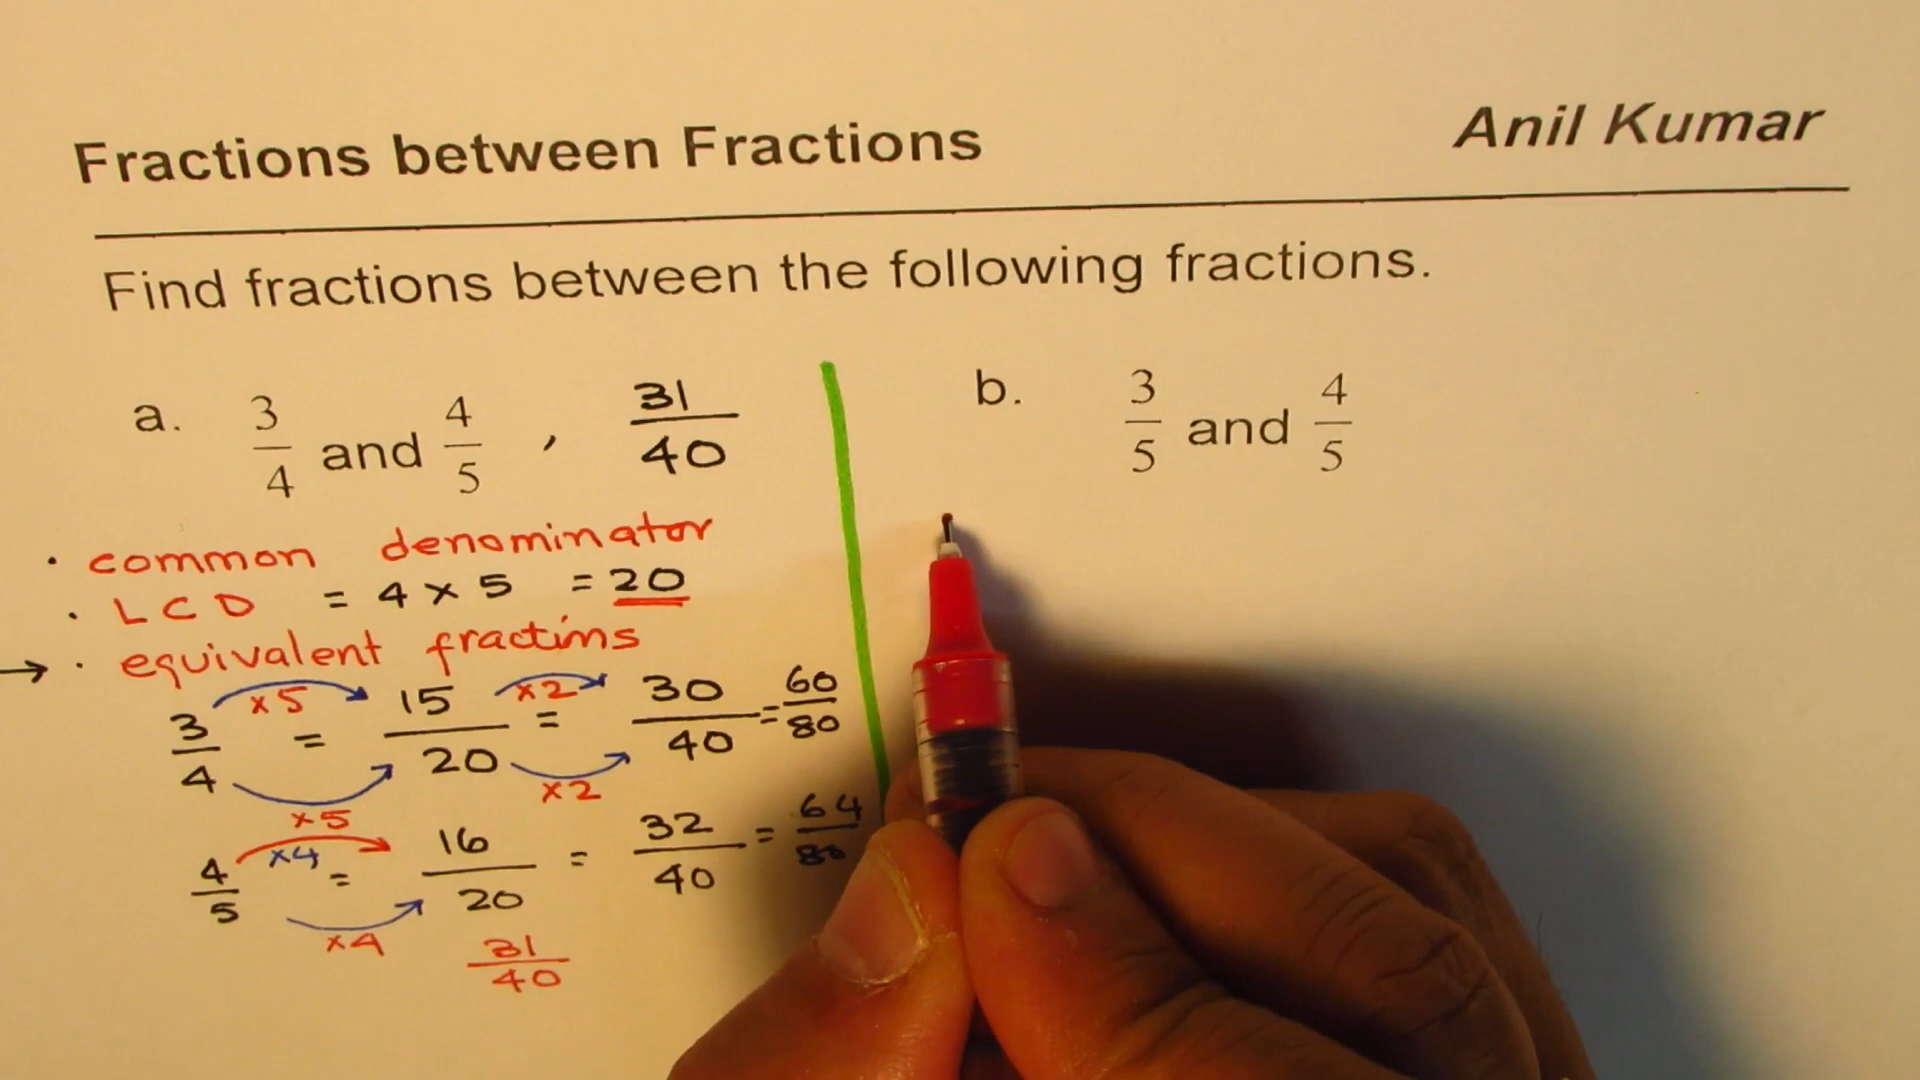 Fractions between Fractions
Anil Kumar
Find fractions between the following fractions.
a. 3/4 and 4/5 , 31/40
· common denominator
· LCD = 4 x 5 = 20
→ · equivalent fractims
3/4 = 15/20 = 30/40 = 60/80
x5 x2
x5 x2
4/5 = 16/20 = 32/40 = 64/80
x4
x4
31/40
b. 3/5 and 4/5